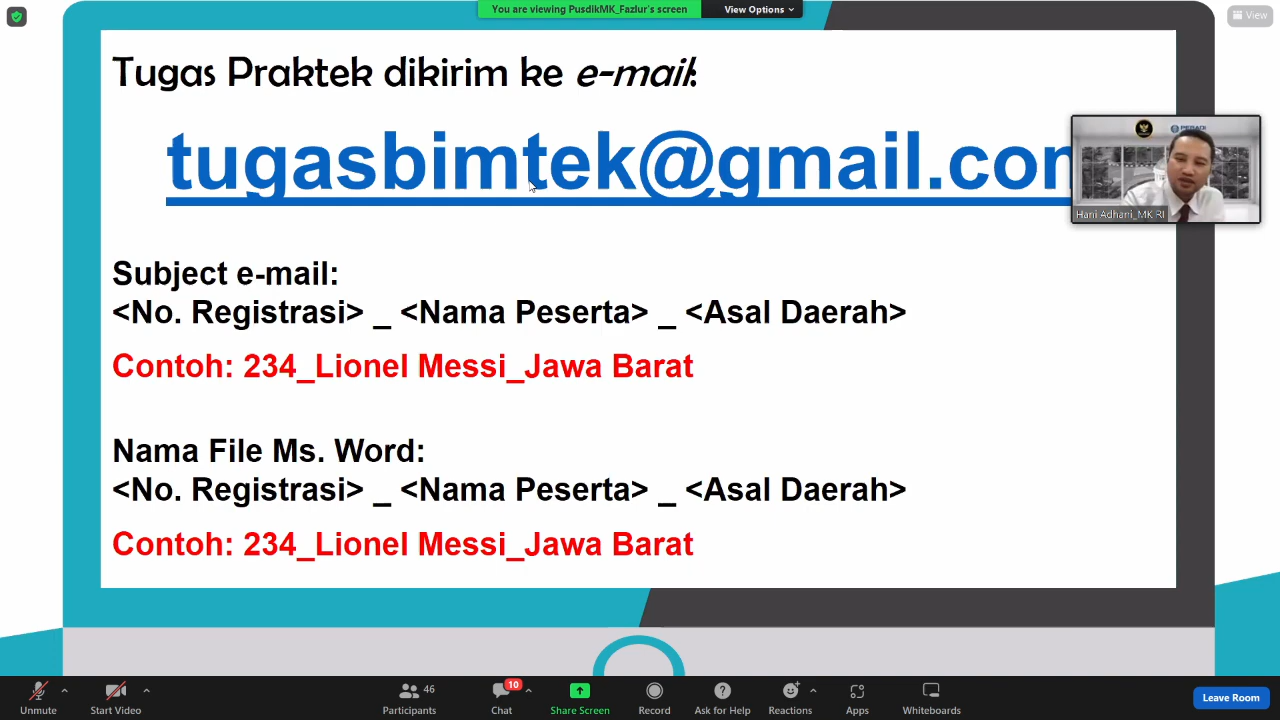 You are viewing PusdikMK_Fazlur's screen
View Options
View
Tugas Praktek dikirim ke e-mail:
tugasbimtek@gmail.com
PERADI
Hani Adhani_MK RI
Subject e-mail:
<No. Registrasi> _ <Nama Peserta> _ <Asal Daerah>
Contoh: 234_Lionel Messi_Jawa Barat
Nama File Ms. Word:
<No. Registrasi> _ <Nama Peserta> _ <Asal Daerah>
Contoh: 234_Lionel Messi_Jawa Barat
Unmute
Start Video
46
Participants
10
Chat
Share Screen
Record
Ask for Help
Reactions
Apps
Whiteboards
Leave Room